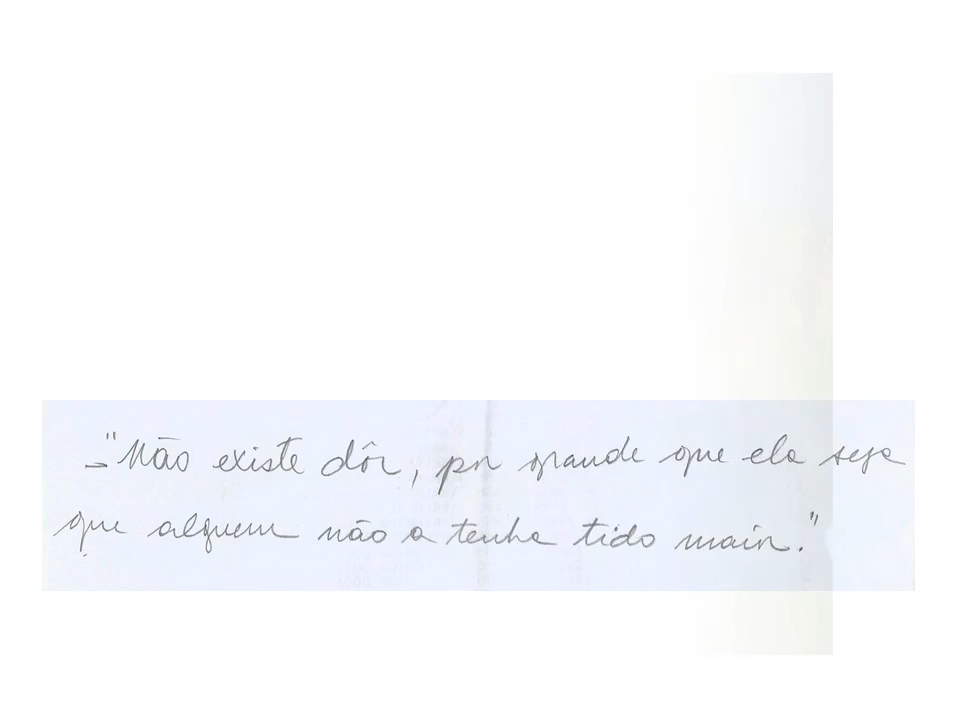 – "Não existe dôr, por grande que ela seja
que alguem não a tenha tido maior."